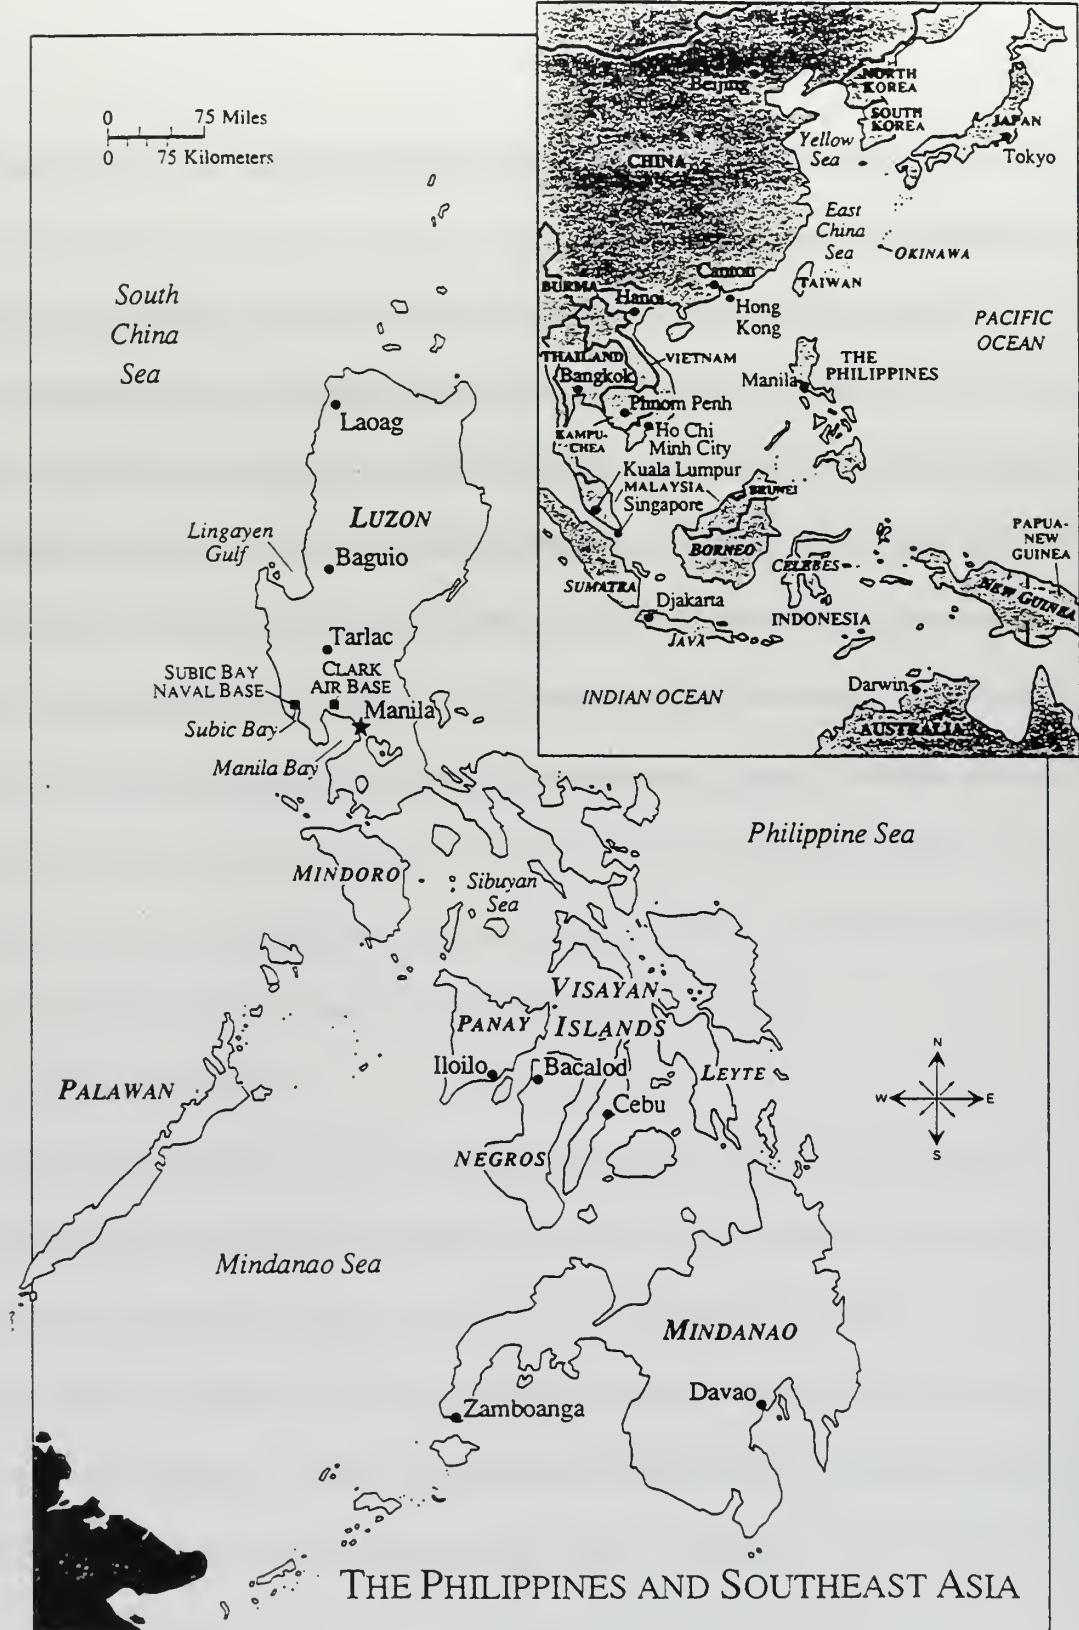 0 75 Miles
0 75 Kilometers
South
China
Sea
Laoag
LUZON
Lingayen
Gulf
Baguio
Tarlac
SUBIC BAY
NAVAL BASE
CLARK
AIR BASE
Subic Bay
Manila
Manila Bay
Philippine Sea
MINDORO
Sibuyan
Sea
VISAYAN
ISLANDS
PANAY
Iloilo
Bacalod
LEYTE
Cebu
PALAWAN
NEGROS
N
W
E
S
Mindanao Sea
?
MINDANAO
Davao
Zamboanga
THE PHILIPPINES AND SOUTHEAST ASIA
Beijing
NORTH
KOREA
SOUTH
KOREA
JAPAN
Tokyo
Yellow
Sea
CHINA
East
China
Sea
OKINAWA
Canton
TAIWAN
BURMA
Hanoi
Hong
Kong
PACIFIC
OCEAN
THAILAND
VIETNAM
THE
PHILIPPINES
Bangkok
Manila
Phnom Penh
KAMPU-
CHEA
Ho Chi
Minh City
Kuala Lumpur
MALAYSIA
BRUNEI
Singapore
BORNEO
CELEBES
PAPUA-
NEW
GUINEA
SUMATRA
Djakarta
INDONESIA
NEW GUINEA
JAVA
INDIAN OCEAN
Darwin
AUSTRALIA